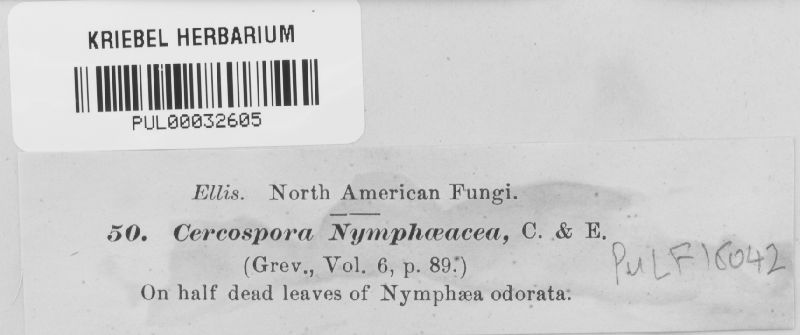 KRIEBEL HERBARIUM
PUL00032605
Ellis. North American Fungi.
50. Cercospora Nymphæacea, C. & E.
(Grev., Vol. 6, p. 89.)
On half dead leaves of Nymphæa odorata.
PULF16042